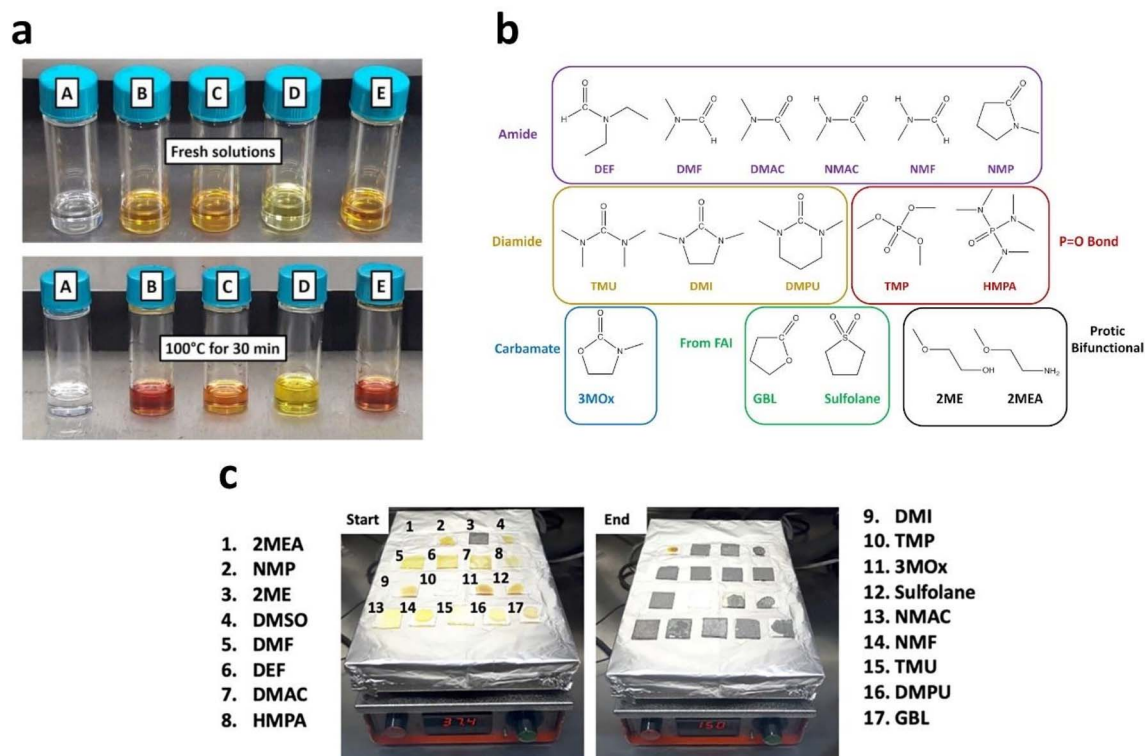 a
A B C D E
Fresh solutions
A B C D E
100°C for 30 min
b
Amide
O H N
N O H
N O
H N O
H N O H
O N
DEF DMF DMAC NMAC NMF NMP
Diamide
O N N
O N N
O N N
TMU DMI DMPU
O O P O O
N N P O N
TMP HMPA
P=O Bond
Carbamate
O O N
3MOx
From FAI
O O
O O S
GBL Sulfolane
O OH
O NH2
2ME 2MEA
Protic
Bifunctional
c
1. 2MEA
2. NMP
3. 2ME
4. DMSO
5. DMF
6. DEF
7. DMAC
8. HMPA
Start
1 2 3 4
5 6 7 8
9 10 11 12
13 14 15 16 17
374
End
150
9. DMI
10. TMP
11. 3MOx
12. Sulfolane
13. NMAC
14. NMF
15. TMU
16. DMPU
17. GBL